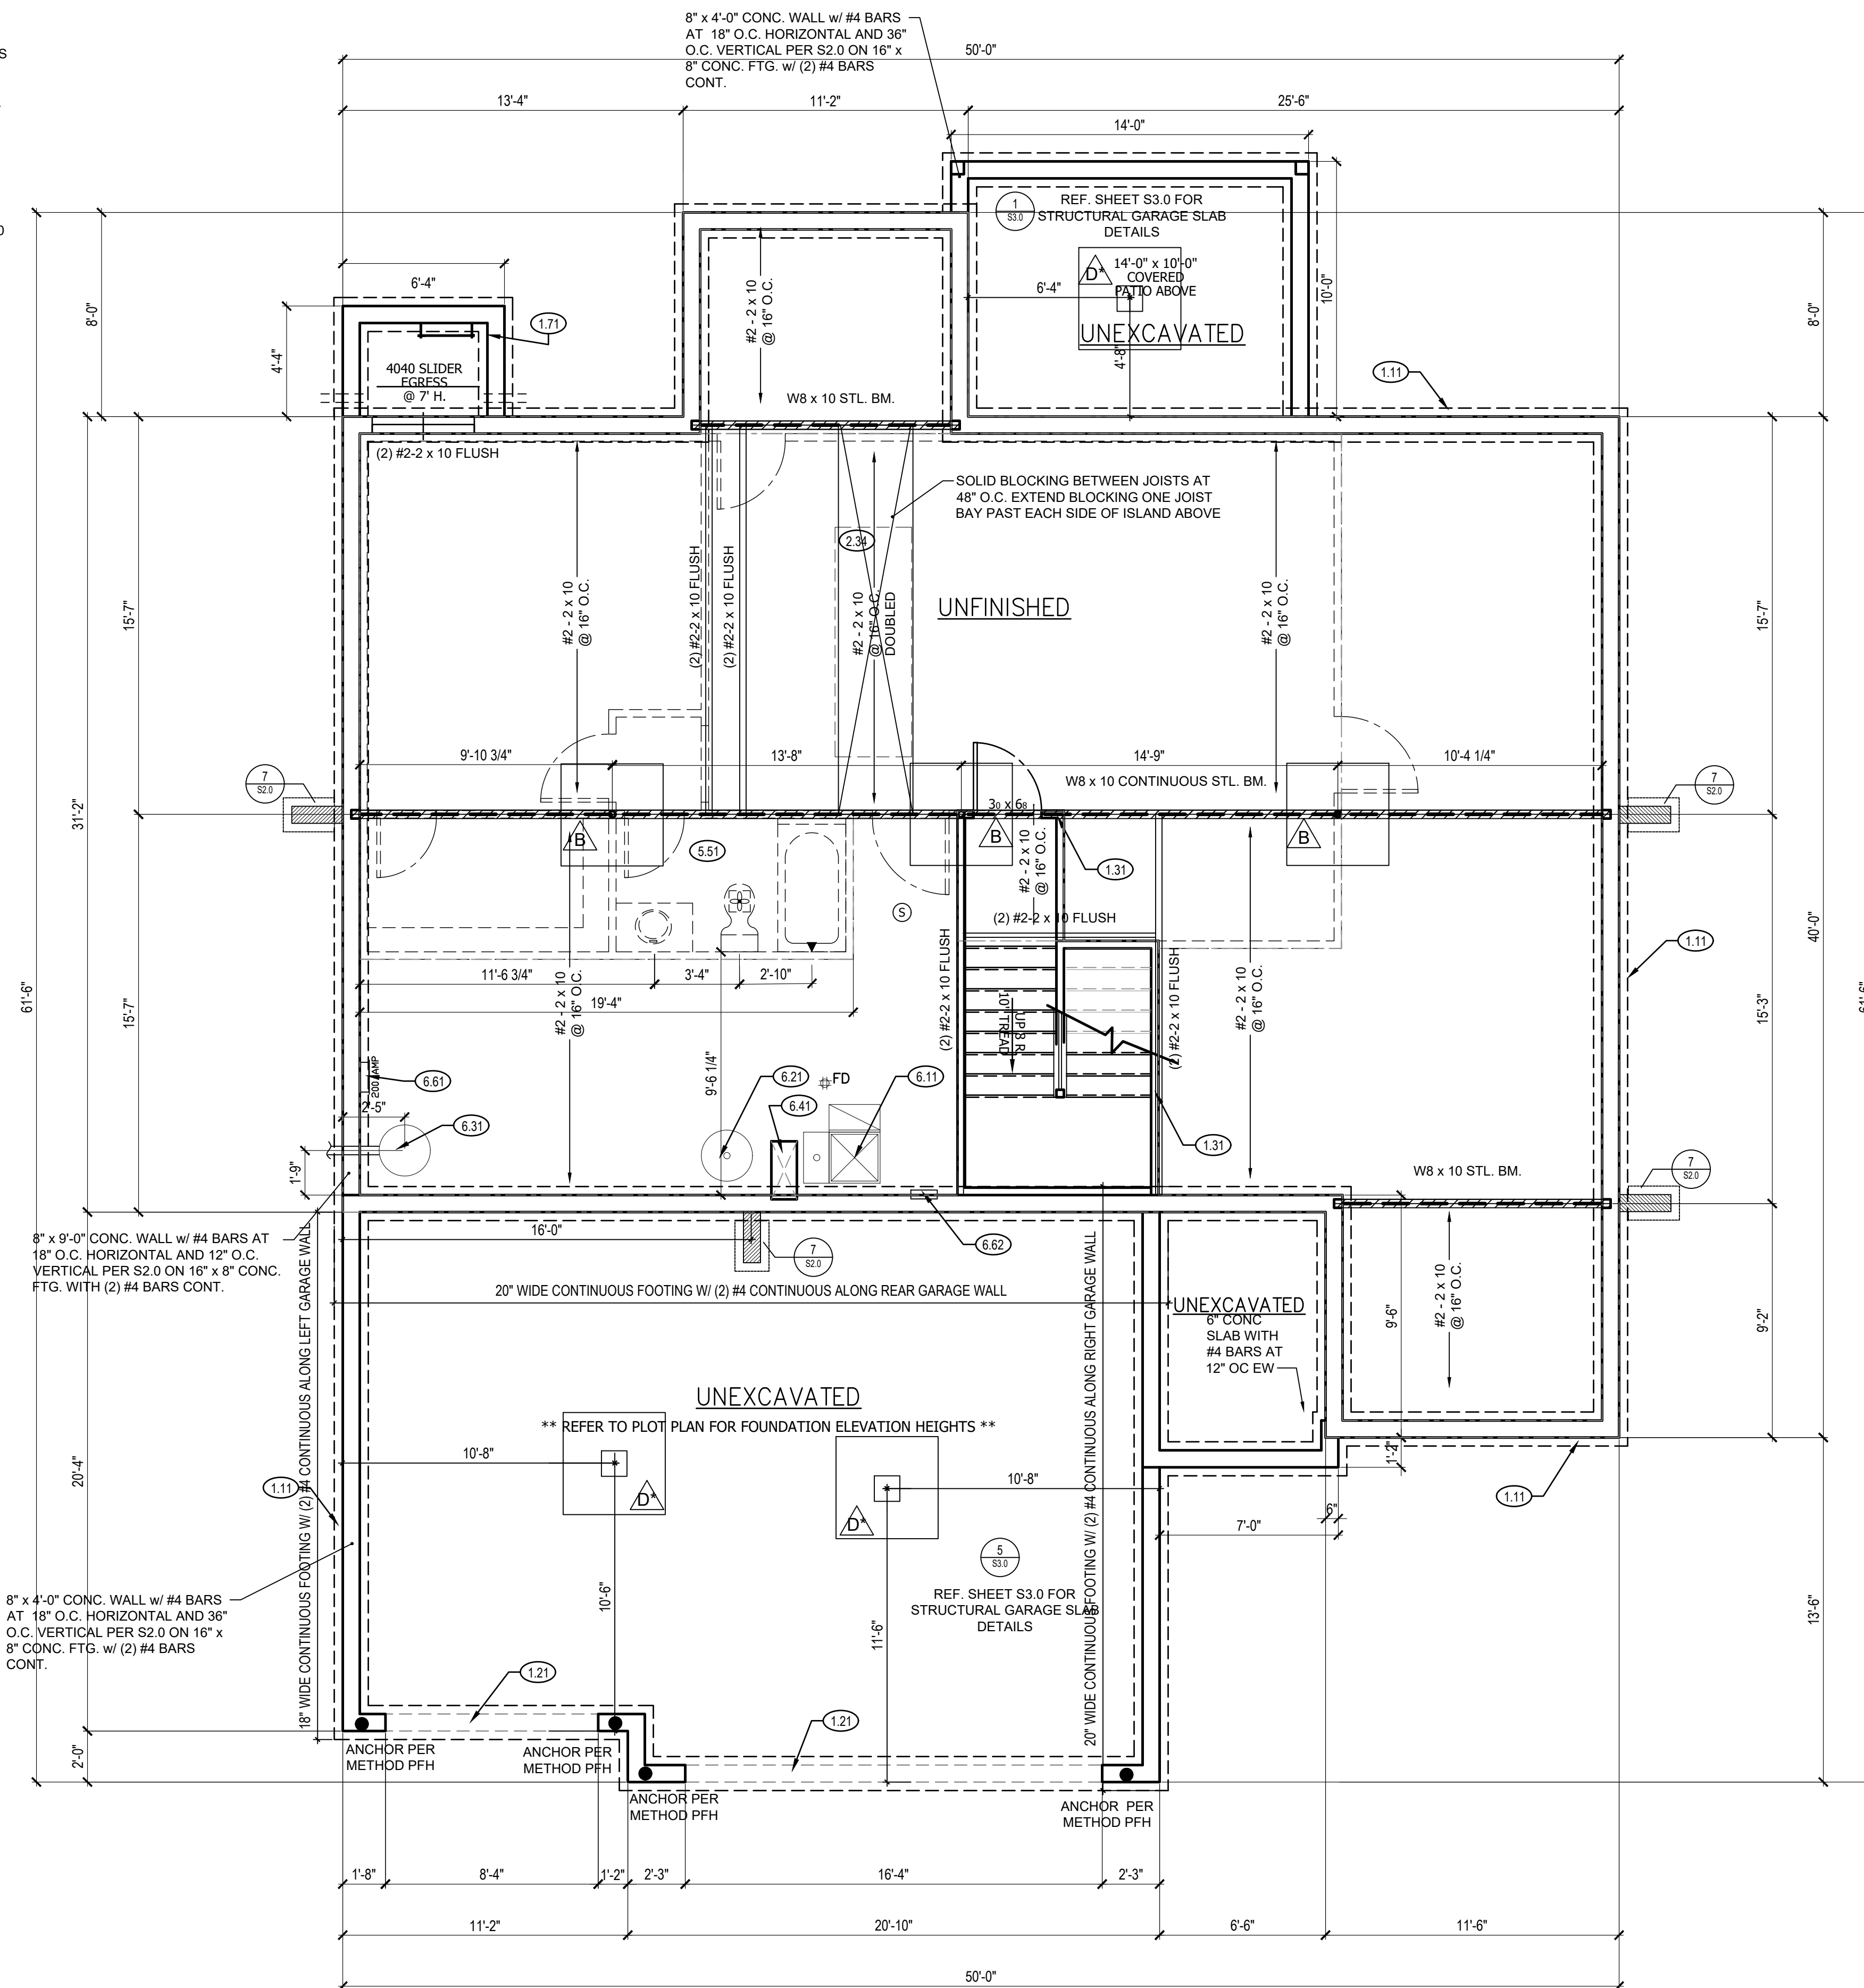 8" x 4'-0" CONC. WALL w/ #4 BARS
AT 18" O.C. HORIZONTAL AND 36"
O.C. VERTICAL PER S2.0 ON 16" x
8" CONC. FTG. w/ (2) #4 BARS
CONT.
50'-0"
13'-4"
11'-2"
25'-6"
14'-0"
1
S3.0
REF. SHEET S3.0 FOR
STRUCTURAL GARAGE SLAB
DETAILS
D*
14'-0" x 10'-0"
COVERED
PATIO ABOVE
6'-4"
4'-8"
10'-0"
UNEXCAVATED
8'-0"
6'-4"
4'-4"
1.71
4040 SLIDER
EGRESS
@ 7' H.
#2 - 2 x 10
@ 16" O.C.
W8 x 10 STL. BM.
1.11
8'-0"
(2) #2-2 x 10 FLUSH
SOLID BLOCKING BETWEEN JOISTS AT
48" O.C. EXTEND BLOCKING ONE JOIST
BAY PAST EACH SIDE OF ISLAND ABOVE
2.34
#2 - 2 x 10
@ 16" O.C.
(2) #2-2 x 10 FLUSH
(2) #2-2 x 10 FLUSH
#2 - 2 x 10
@ 16" O.C.
DOUBLED
UNFINISHED
#2 - 2 x 10
@ 16" O.C.
15'-7"
15'-7"
31'-2"
9'-10 3/4"
13'-8"
14'-9"
10'-4 1/4"
W8 x 10 CONTINUOUS STL. BM.
7
S2.0
7
S2.0
30 x 68
B
B
B
5.51
1.31
#2 - 2 x 10
@ 16" O.C.
S
(2) #2-2 x 10 FLUSH
1.11
40'-0"
61'-6"
61'-6"
11'-6 3/4"
3'-4"
2'-10"
19'-4"
#2 - 2 x 10
@ 16" O.C.
(2) #2-2 x 10 FLUSH
UP 8 R
10" TREAD
(2) #2-2 x 10 FLUSH
#2 - 2 x 10
@ 16" O.C.
15'-7"
15'-3"
200 AMP
6.61
2'-5"
6.31
9'-6 1/4"
6.21
FD
6.41
6.11
1.31
1'-9"
W8 x 10 STL. BM.
7
S2.0
8" x 9'-0" CONC. WALL w/ #4 BARS AT
18" O.C. HORIZONTAL AND 12" O.C.
VERTICAL PER S2.0 ON 16" x 8" CONC.
FTG. WITH (2) #4 BARS CONT.
16'-0"
7
S2.0
6.62
20" WIDE CONTINUOUS FOOTING W/ (2) #4 CONTINUOUS ALONG REAR GARAGE WALL
UNEXCAVATED
6" CONC
SLAB WITH
#4 BARS AT
12" OC EW
9'-6"
#2 - 2 x 10
@ 16" O.C.
9'-2"
18" WIDE CONTINUOUS FOOTING W/ (2) #4 CONTINUOUS ALONG LEFT GARAGE WALL
20" WIDE CONTINUOUS FOOTING W/ (2) #4 CONTINUOUS ALONG RIGHT GARAGE WALL
UNEXCAVATED
** REFER TO PLOT PLAN FOR FOUNDATION ELEVATION HEIGHTS **
20'-4"
1.11
10'-8"
D*
D*
10'-8"
1'-2"
1.11
6"
7'-0"
10'-6"
11'-6"
5
S3.0
REF. SHEET S3.0 FOR
STRUCTURAL GARAGE SLAB
DETAILS
13'-6"
8" x 4'-0" CONC. WALL w/ #4 BARS
AT 18" O.C. HORIZONTAL AND 36"
O.C. VERTICAL PER S2.0 ON 16" x
8" CONC. FTG. w/ (2) #4 BARS
CONT.
1.21
1.21
2'-0"
ANCHOR PER
METHOD PFH
ANCHOR PER
METHOD PFH
ANCHOR PER
METHOD PFH
ANCHOR PER
METHOD PFH
1'-8"
8'-4"
1'-2"
2'-3"
16'-4"
2'-3"
11'-2"
20'-10"
6'-6"
11'-6"
50'-0"